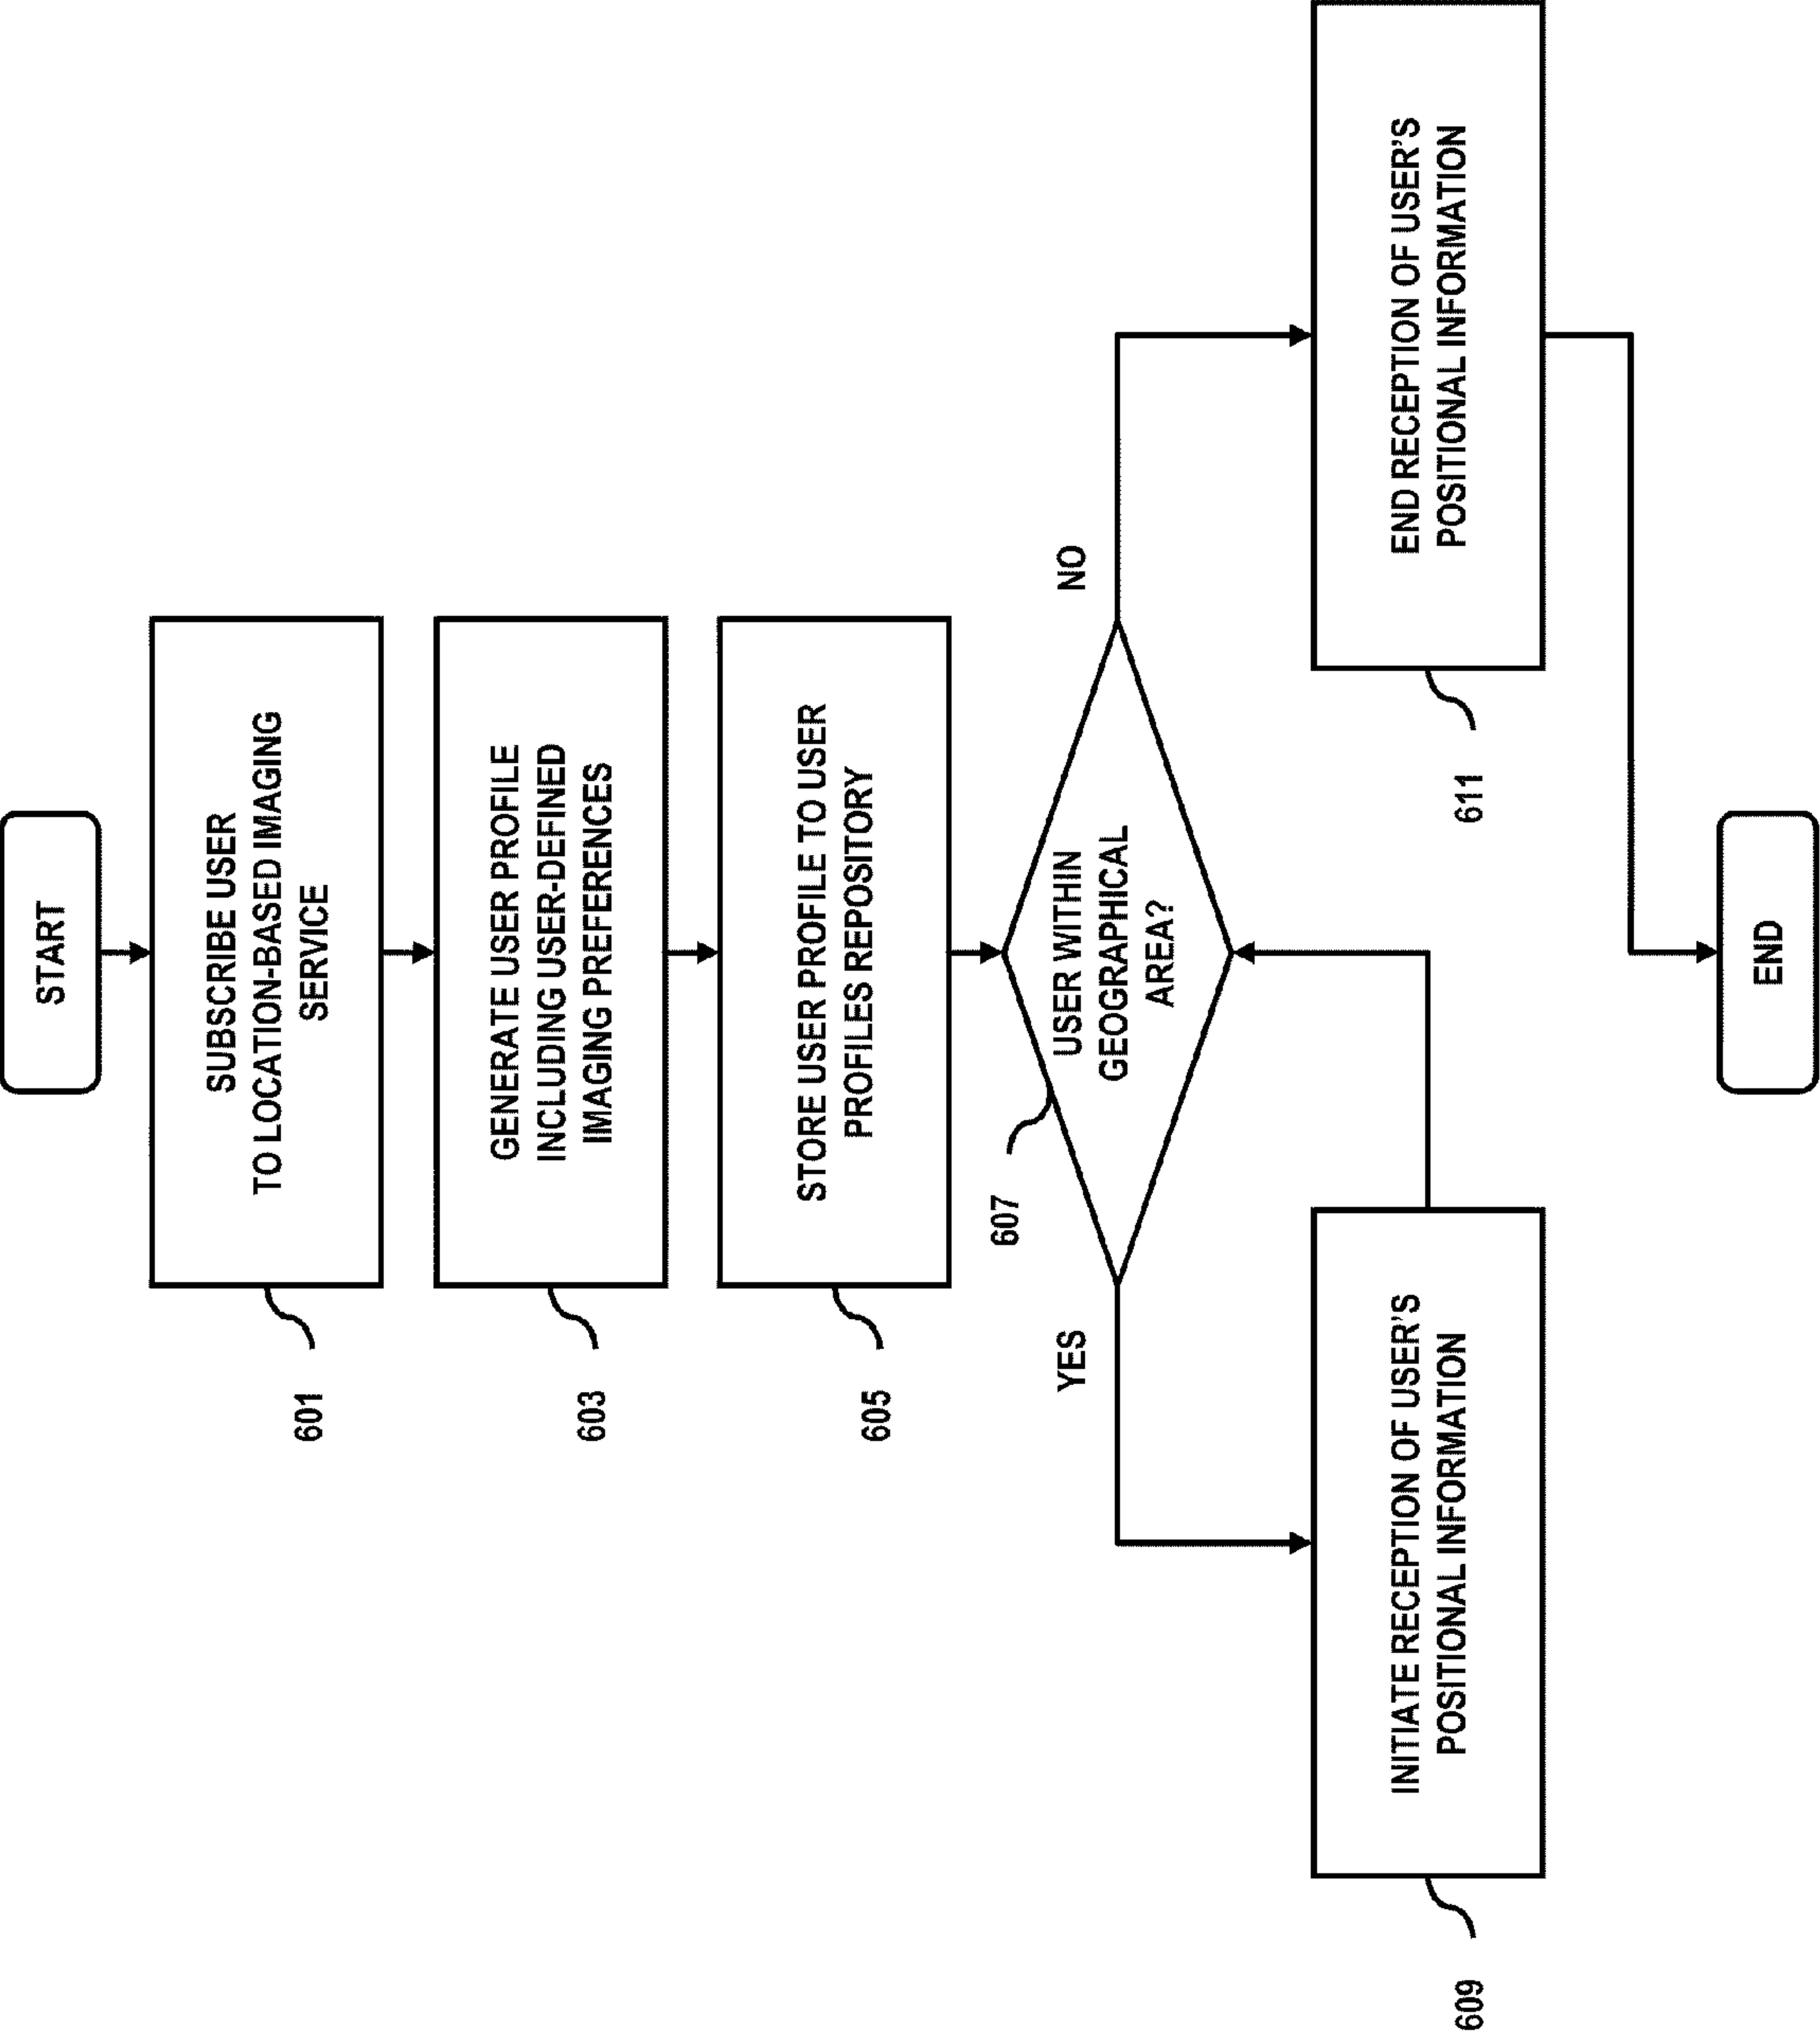 START
SUBSCRIBE USER
TO LOCATION-BASED IMAGING
SERVICE
601
GENERATE USER PROFILE
INCLUDING USER-DEFINED
IMAGING PREFERENCES
603
STORE USER PROFILE TO USER
PROFILES REPOSITORY
605
607
USER WITHIN
GEOGRAPHICAL
AREA?
YES
NO
INITIATE RECEPTION OF USER'S
POSITIONAL INFORMATION
609
END RECEPTION OF USER'S
POSITIONAL INFORMATION
611
END